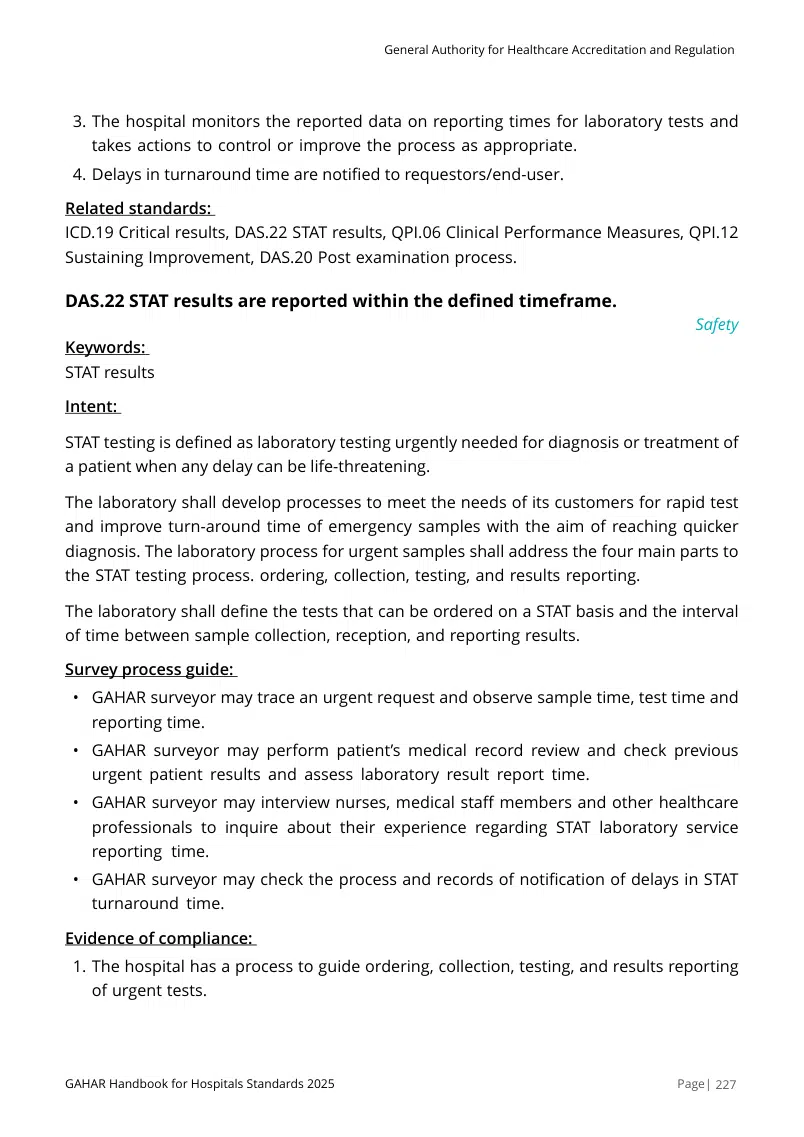 General Authority for Healthcare Accreditation and Regulation
3. The hospital monitors the reported data on reporting times for laboratory tests and
takes actions to control or improve the process as appropriate.
4. Delays in turnaround time are notified to requestors/end-user.
Related standards:
ICD.19 Critical results, DAS.22 STAT results, QPI.06 Clinical Performance Measures, QPI.12
Sustaining Improvement, DAS.20 Post examination process.
DAS.22 STAT results are reported within the defined timeframe.
Safety
Keywords:
STAT results
Intent:
STAT testing is defined as laboratory testing urgently needed for diagnosis or treatment of
a patient when any delay can be life-threatening.
The laboratory shall develop processes to meet the needs of its customers for rapid test
and improve turn-around time of emergency samples with the aim of reaching quicker
diagnosis. The laboratory process for urgent samples shall address the four main parts to
the STAT testing process. ordering, collection, testing, and results reporting.
The laboratory shall define the tests that can be ordered on a STAT basis and the interval
of time between sample collection, reception, and reporting results.
Survey process guide:
• GAHAR surveyor may trace an urgent request and observe sample time, test time and
reporting time.
• GAHAR surveyor may perform patient’s medical record review and check previous
urgent patient results and assess laboratory result report time.
• GAHAR surveyor may interview nurses, medical staff members and other healthcare
professionals to inquire about their experience regarding STAT laboratory service
reporting time.
• GAHAR surveyor may check the process and records of notification of delays in STAT
turnaround time.
Evidence of compliance:
1. The hospital has a process to guide ordering, collection, testing, and results reporting
of urgent tests.
GAHAR Handbook for Hospitals Standards 2025
Page| 227